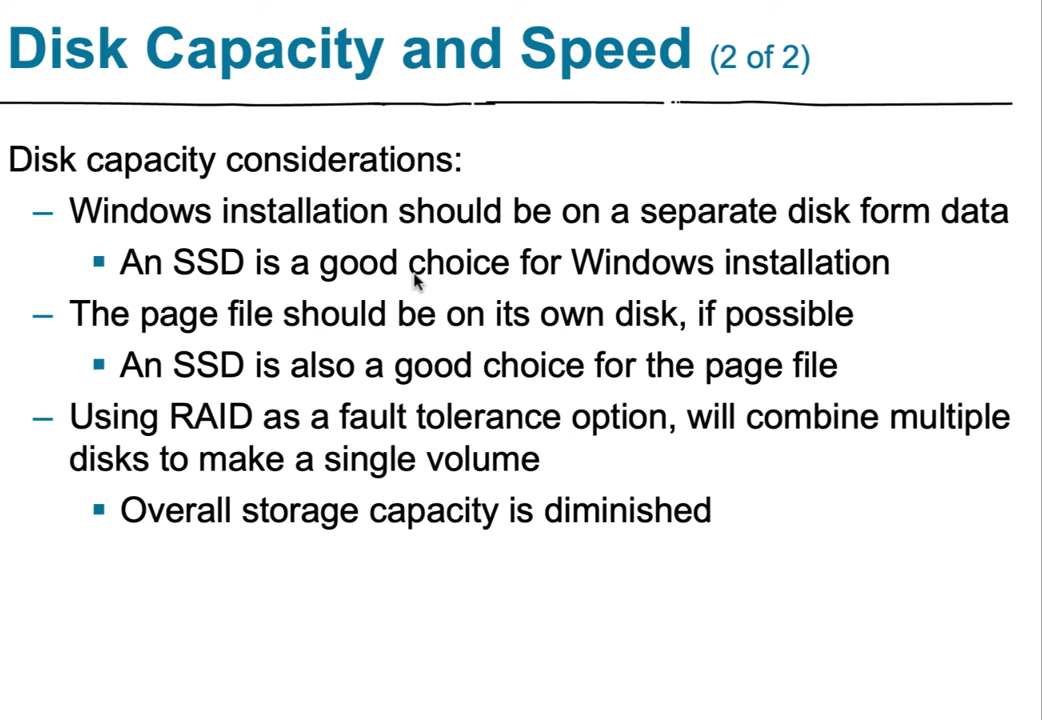 Disk Capacity and Speed (2 of 2)
Disk capacity considerations:
– Windows installation should be on a separate disk form data
▪ An SSD is a good choice for Windows installation
– The page file should be on its own disk, if possible
▪ An SSD is also a good choice for the page file
– Using RAID as a fault tolerance option, will combine multiple
disks to make a single volume
▪ Overall storage capacity is diminished